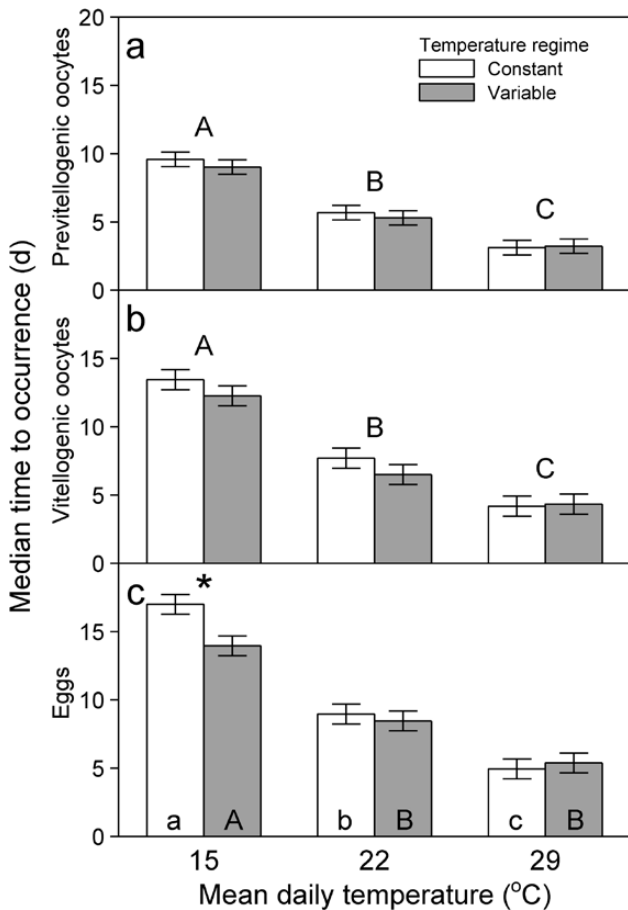 Median time to occurrence (d)
Previtellogenic oocytes
20
15
10
5
0
a
Temperature regime
Constant
Variable
A
B
C
Vitellogenic oocytes
15
10
5
0
b
A
B
C
Eggs
15
10
5
0
c
*
a A b B c B
15 22 29
Mean daily temperature (°C)